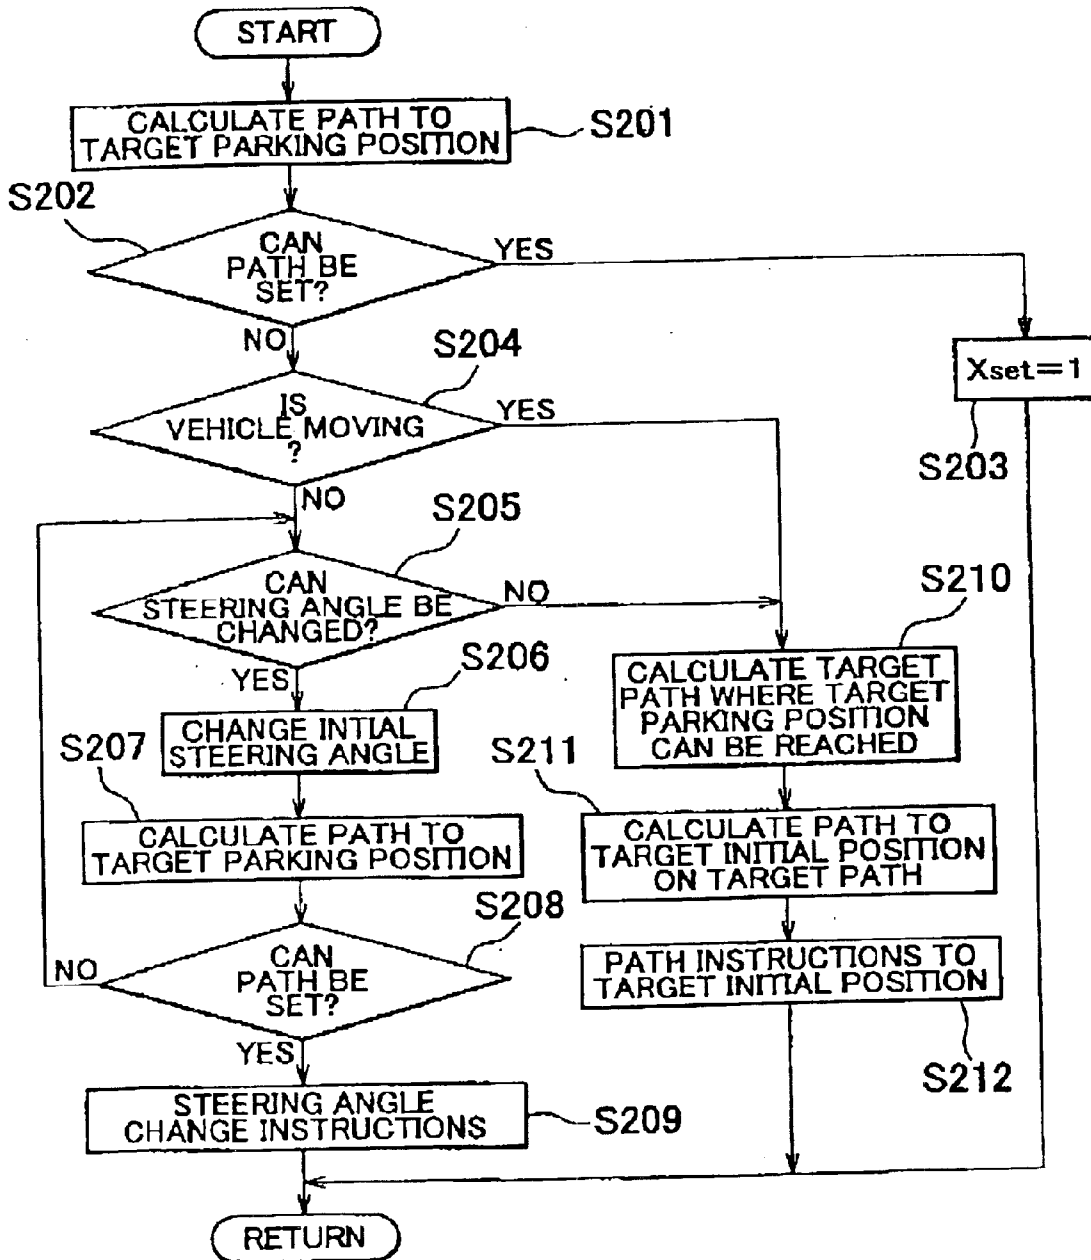 START
CALCULATE PATH TO
TARGET PARKING POSITION
S201
S202
CAN
PATH BE
SET?
YES
NO
S204
Xset=1
S203
IS
VEHICLE MOVING
?
YES
NO
S205
CAN
STEERING ANGLE BE
CHANGED?
NO
YES
S210
CALCULATE TARGET
PATH WHERE TARGET
PARKING POSITION
CAN BE REACHED
S206
CHANGE INTIAL
STEERING ANGLE
S207
CALCULATE PATH TO
TARGET PARKING POSITION
S211
CALCULATE PATH TO
TARGET INITIAL POSITION
ON TARGET PATH
S208
CAN
PATH BE
SET?
NO
YES
PATH INSTRUCTIONS TO
TARGET INITIAL POSITION
S212
STEERING ANGLE
CHANGE INSTRUCTIONS
S209
RETURN